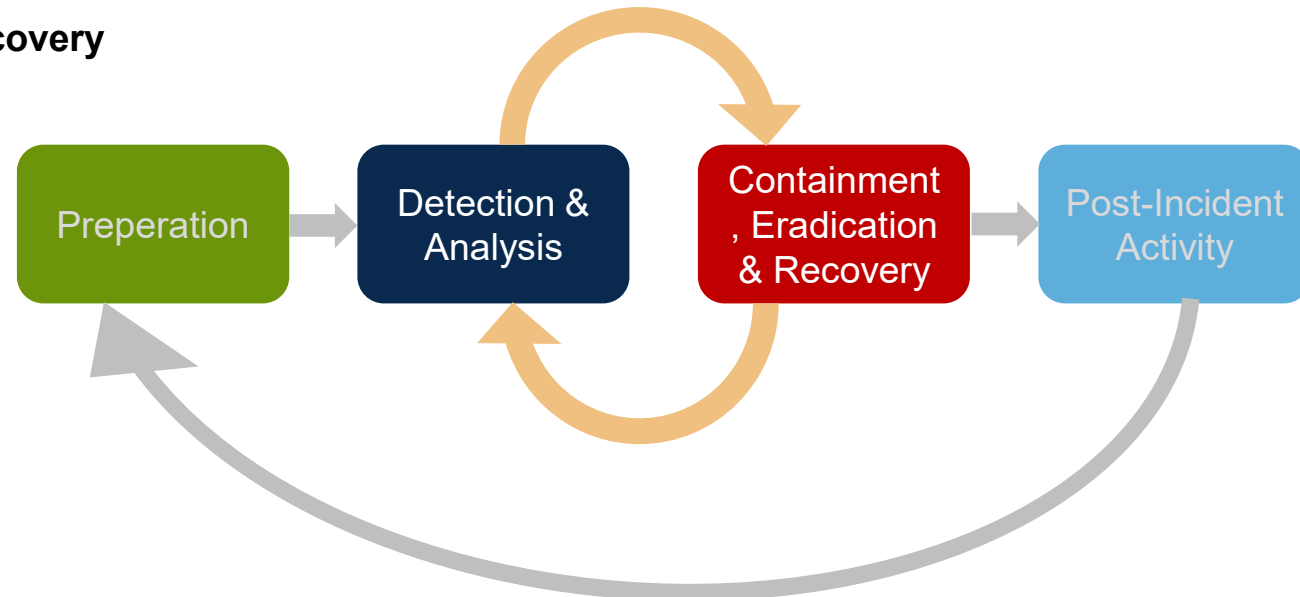 covery
Preperation
Detection &
Analysis
Containment
, Eradication
& Recovery
Post-Incident
Activity